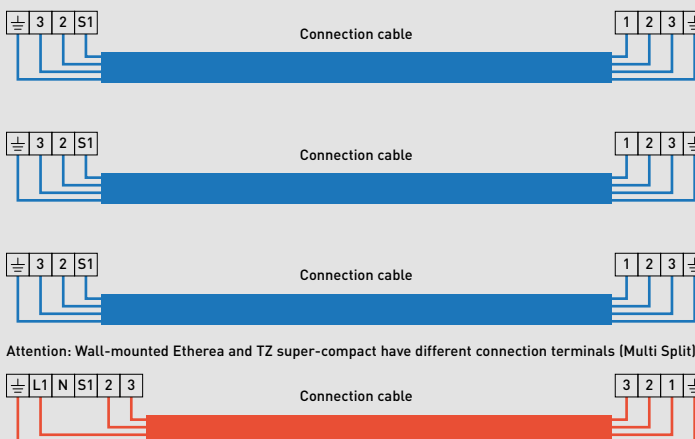 ⏚ 3 2 S1 Connection cable 1 2 3 ⏚
⏚ 3 2 S1 Connection cable 1 2 3 ⏚
⏚ 3 2 S1 Connection cable 1 2 3 ⏚
Attention: Wall-mounted Etherea and TZ super-compact have different connection terminals (Multi Split)
⏚ L1 N S1 2 3 Connection cable 3 2 1 ⏚